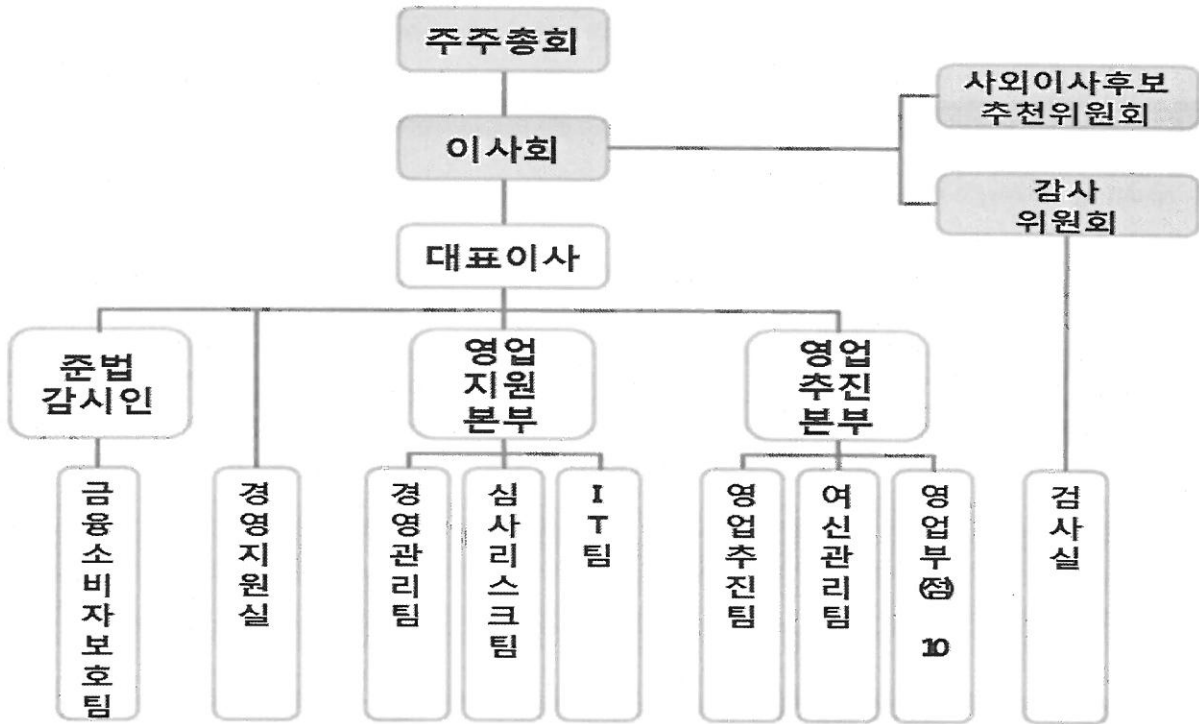 주주총회
사외이사후보
추천위원회
이사회
감사
위원회
대표이사
준법
감시인
영업
지원
본부
영업
추진
본부
금융소비자보호팀
경영지원실
경영관리팀
심사리스크팀
IT팀
영업추진팀
여신관리팀
영업부(점) 10
검사실